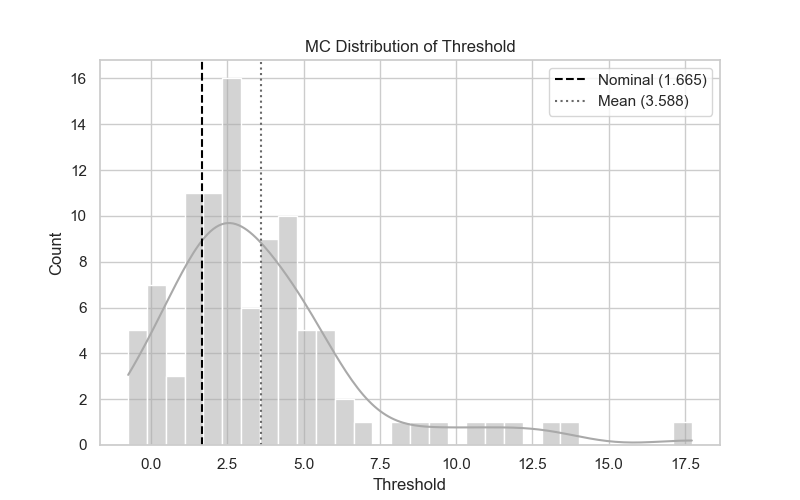 MC Distribution of Threshold
Nominal (1.665)
Mean (3.588)
Count
16
14
12
10
8
6
4
2
0
0.0 2.5 5.0 7.5 10.0 12.5 15.0 17.5
Threshold